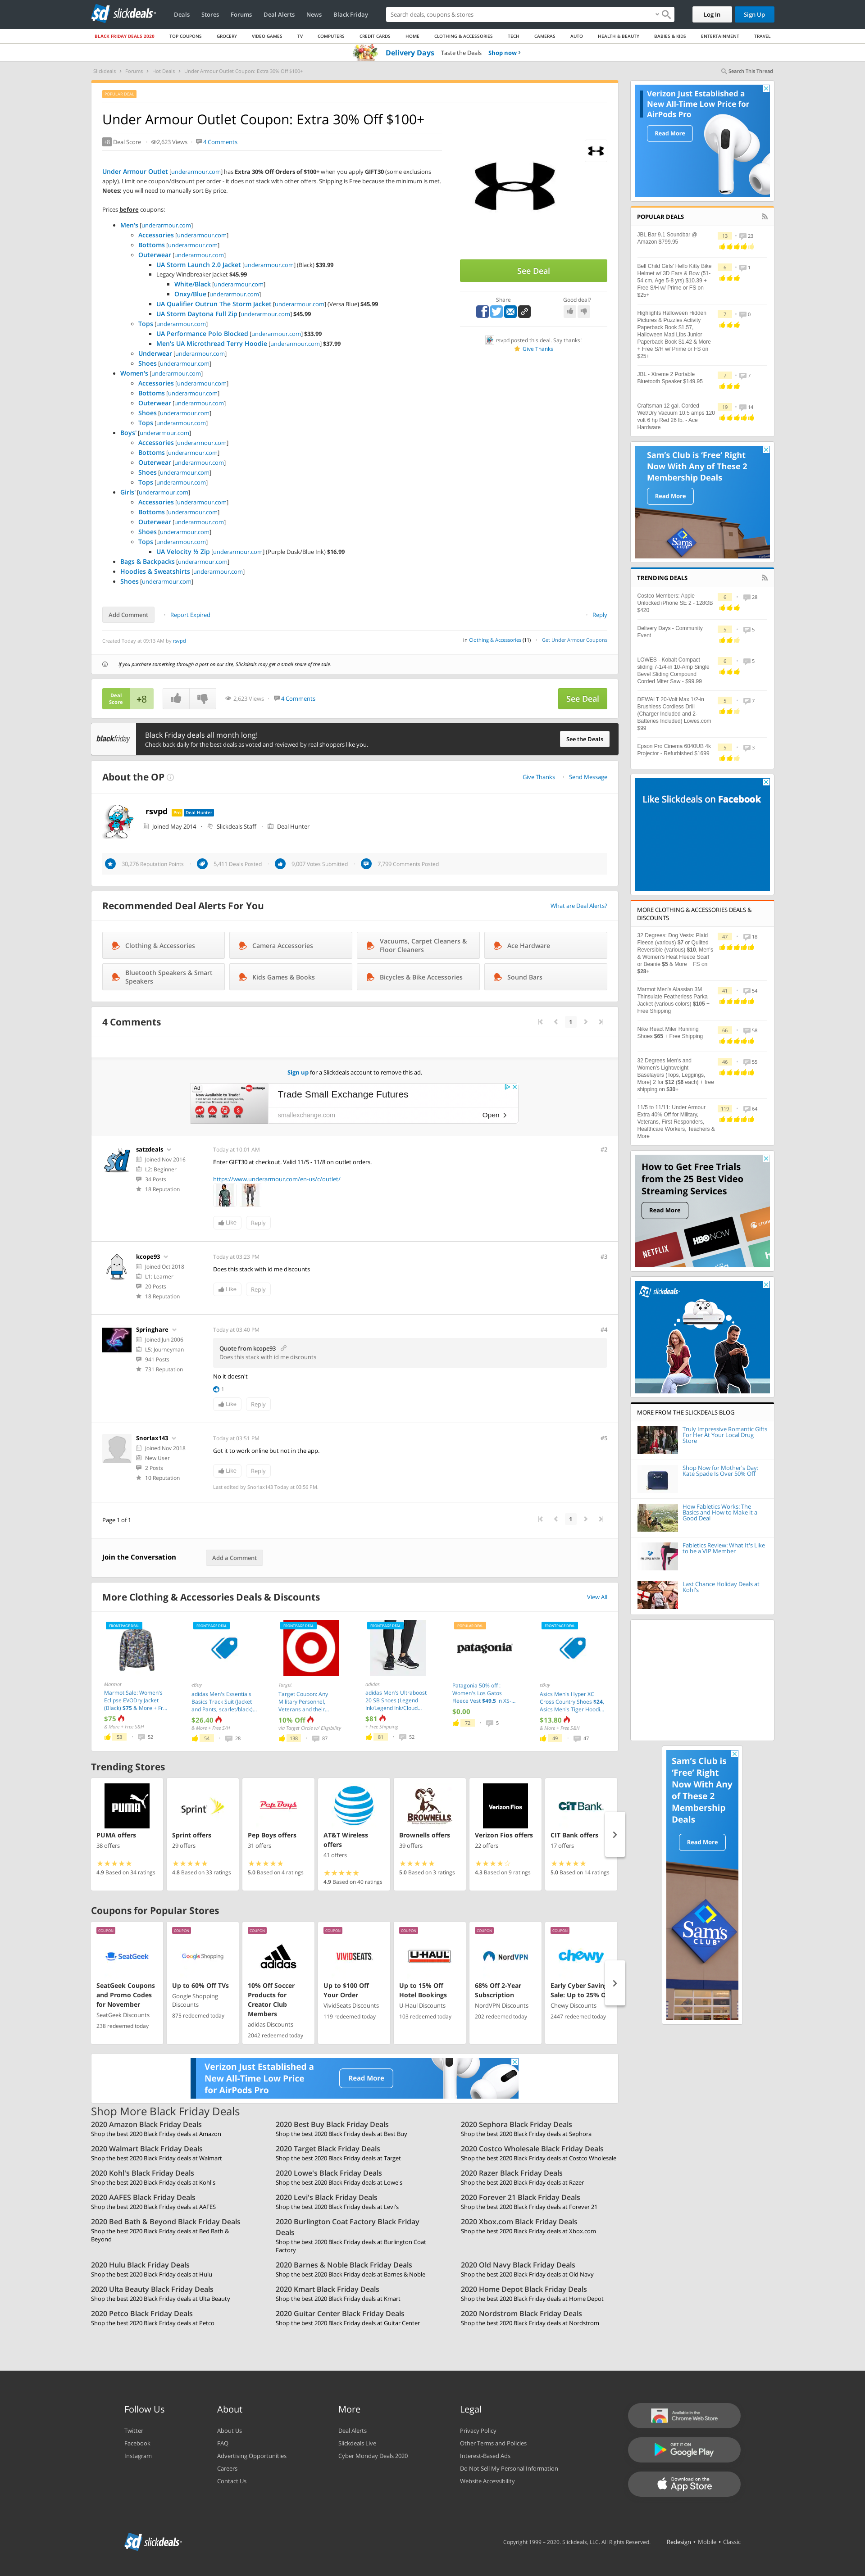 slickdeals
Deals Stores Forums Deal Alerts News Black Friday
Search deals, coupons & stores
Log In Sign Up
BLACK FRIDAY DEALS 2020 TOP COUPONS GROCERY VIDEO GAMES TV COMPUTERS CREDIT CARDS HOME CLOTHING & ACCESSORIES TECH CAMERAS AUTO HEALTH & BEAUTY BABIES & KIDS ENTERTAINMENT TRAVEL
Delivery Days Taste the Deals Shop now ›
Slickdeals › Forums › Hot Deals › Under Armour Outlet Coupon: Extra 30% Off $100+
Search This Thread
POPULAR DEAL
Under Armour Outlet Coupon: Extra 30% Off $100+
+8 Deal Score 2,623 Views 4 Comments
Under Armour Outlet [underarmour.com] has Extra 30% Off Orders of $100+ when you apply GIFT30 (some exclusions
apply). Limit one coupon/discount per order - it does not stack with other offers. Shipping is Free because the minimum is met.
Notes: you will need to manually sort By price.
Prices before coupons:
Men's [underarmour.com]
Accessories [underarmour.com]
Bottoms [underarmour.com]
Outerwear [underarmour.com]
UA Storm Launch 2.0 Jacket [underarmour.com] (Black) $39.99
Legacy Windbreaker Jacket $45.99
White/Black [underarmour.com]
Onxy/Blue [underarmour.com]
UA Qualifier Outrun The Storm Jacket [underarmour.com] (Versa Blue) $45.99
UA Storm Daytona Full Zip [underarmour.com] $45.99
Tops [underarmour.com]
UA Performance Polo Blocked [underarmour.com] $33.99
Men's UA Microthread Terry Hoodie [underarmour.com] $37.99
Underwear [underarmour.com]
Shoes [underarmour.com]
Women's [underarmour.com]
Accessories [underarmour.com]
Bottoms [underarmour.com]
Outerwear [underarmour.com]
Shoes [underarmour.com]
Tops [underarmour.com]
Boys' [underarmour.com]
Accessories [underarmour.com]
Bottoms [underarmour.com]
Outerwear [underarmour.com]
Shoes [underarmour.com]
Tops [underarmour.com]
Girls' [underarmour.com]
Accessories [underarmour.com]
Bottoms [underarmour.com]
Outerwear [underarmour.com]
Shoes [underarmour.com]
Tops [underarmour.com]
UA Velocity ½ Zip [underarmour.com] (Purple Dusk/Blue Ink) $16.99
Bags & Backpacks [underarmour.com]
Hoodies & Sweatshirts [underarmour.com]
Shoes [underarmour.com]
See Deal
Share Good deal?
rsvpd posted this deal. Say thanks!
Give Thanks
Add Comment Report Expired Reply
Created Today at 09:13 AM by rsvpd
in Clothing & Accessories (11) Get Under Armour Coupons
If you purchase something through a post on our site, Slickdeals may get a small share of the sale.
Deal Score +8 2,623 Views 4 Comments See Deal
blackfriday
Black Friday deals all month long!
Check back daily for the best deals as voted and reviewed by real shoppers like you.
See the Deals
About the OP Give Thanks Send Message
rsvpd Pro Deal Hunter
Joined May 2014 Slickdeals Staff Deal Hunter
30,276 Reputation Points 5,411 Deals Posted 9,007 Votes Submitted 7,799 Comments Posted
Recommended Deal Alerts For You What are Deal Alerts?
Clothing & Accessories
Camera Accessories
Vacuums, Carpet Cleaners & Floor Cleaners
Ace Hardware
Bluetooth Speakers & Smart Speakers
Kids Games & Books
Bicycles & Bike Accessories
Sound Bars
4 Comments 1
Sign up for a Slickdeals account to remove this ad.
Ad
Trade Small Exchange Futures
smallexchange.com Open
satzdeals Today at 10:01 AM #2
Joined Nov 2016
L2: Beginner
34 Posts
18 Reputation
Enter GIFT30 at checkout. Valid 11/5 - 11/8 on outlet orders.
https://www.underarmour.com/en-us/c/outlet/
Like Reply
kcope93 Today at 03:23 PM #3
Joined Oct 2018
L1: Learner
20 Posts
18 Reputation
Does this stack with id me discounts
Like Reply
Springhare Today at 03:40 PM #4
Joined Jun 2006
L5: Journeyman
941 Posts
731 Reputation
Quote from kcope93
Does this stack with id me discounts
No it doesn't
1
Like Reply
Snorlax143 Today at 03:51 PM #5
Joined Nov 2018
New User
2 Posts
10 Reputation
Got it to work online but not in the app.
Like Reply
Last edited by Snorlax143 Today at 03:56 PM.
Page 1 of 1 1
Join the Conversation Add a Comment
More Clothing & Accessories Deals & Discounts View All
FRONTPAGE DEAL
Marmot
Marmot Sale: Women's Eclipse EVODry Jacket (Black) $75 & More + Fr...
$75
& More + Free S&H
53 52
FRONTPAGE DEAL
eBay
adidas Men's Essentials Basics Track Suit (Jacket and Pants, scarlet/black)...
$26.40
& More + Free S/H
54 28
FRONTPAGE DEAL
Target
Target Coupon: Any Military Personnel, Veterans and their...
10% Off
via Target Circle w/ Eligibility
138 87
FRONTPAGE DEAL
adidas
adidas Men's Ultraboost 20 SB Shoes (Legend Ink/Legend Ink/Cloud...
$81
+ Free Shipping
81 52
POPULAR DEAL
patagonia
Patagonia 50% off : Women's Los Gatos Fleece Vest $49.5 in XS-...
$0.00
72 5
FRONTPAGE DEAL
eBay
Asics Men's Hyper XC Cross Country Shoes $24, Asics Men's Tiger Hoodi...
$13.80
& More + Free S&H
49 47
Trending Stores
PUMA
PUMA offers
38 offers
4.9 Based on 34 ratings
Sprint
Sprint offers
29 offers
4.8 Based on 33 ratings
Pep Boys
Pep Boys offers
31 offers
5.0 Based on 4 ratings
AT&T
AT&T Wireless offers
41 offers
4.9 Based on 40 ratings
BROWNELLS
Brownells offers
39 offers
5.0 Based on 3 ratings
Verizon Fios
Verizon Fios offers
22 offers
4.3 Based on 9 ratings
CIT BANK
CIT Bank offers
17 offers
5.0 Based on 14 ratings
Coupons for Popular Stores
COUPON
SeatGeek
SeatGeek Coupons and Promo Codes for November
SeatGeek Discounts
238 redeemed today
COUPON
Google Shopping
Up to 60% Off TVs
Google Shopping Discounts
875 redeemed today
COUPON
adidas
10% Off Soccer Products for Creator Club Members
adidas Discounts
2042 redeemed today
COUPON
VIVIDSEATS
Up to $100 Off Your Order
VividSeats Discounts
119 redeemed today
COUPON
U-HAUL
Up to 15% Off Hotel Bookings
U-Haul Discounts
103 redeemed today
COUPON
NordVPN
68% Off 2-Year Subscription
NordVPN Discounts
202 redeemed today
COUPON
chewy
Early Cyber Saving Sale: Up to 25% O
Chewy Discounts
2447 redeemed today
Verizon Just Established a New All-Time Low Price for AirPods Pro
Read More
Shop More Black Friday Deals
2020 Amazon Black Friday Deals
Shop the best 2020 Black Friday deals at Amazon
2020 Best Buy Black Friday Deals
Shop the best 2020 Black Friday deals at Best Buy
2020 Sephora Black Friday Deals
Shop the best 2020 Black Friday deals at Sephora
2020 Walmart Black Friday Deals
Shop the best 2020 Black Friday deals at Walmart
2020 Target Black Friday Deals
Shop the best 2020 Black Friday deals at Target
2020 Costco Wholesale Black Friday Deals
Shop the best 2020 Black Friday deals at Costco Wholesale
2020 Kohl's Black Friday Deals
Shop the best 2020 Black Friday deals at Kohl's
2020 Lowe's Black Friday Deals
Shop the best 2020 Black Friday deals at Lowe's
2020 Razer Black Friday Deals
Shop the best 2020 Black Friday deals at Razer
2020 AAFES Black Friday Deals
Shop the best 2020 Black Friday deals at AAFES
2020 Levi's Black Friday Deals
Shop the best 2020 Black Friday deals at Levi's
2020 Forever 21 Black Friday Deals
Shop the best 2020 Black Friday deals at Forever 21
2020 Bed Bath & Beyond Black Friday Deals
Shop the best 2020 Black Friday deals at Bed Bath & Beyond
2020 Burlington Coat Factory Black Friday Deals
Shop the best 2020 Black Friday deals at Burlington Coat Factory
2020 Xbox.com Black Friday Deals
Shop the best 2020 Black Friday deals at Xbox.com
2020 Hulu Black Friday Deals
Shop the best 2020 Black Friday deals at Hulu
2020 Barnes & Noble Black Friday Deals
Shop the best 2020 Black Friday deals at Barnes & Noble
2020 Old Navy Black Friday Deals
Shop the best 2020 Black Friday deals at Old Navy
2020 Ulta Beauty Black Friday Deals
Shop the best 2020 Black Friday deals at Ulta Beauty
2020 Kmart Black Friday Deals
Shop the best 2020 Black Friday deals at Kmart
2020 Home Depot Black Friday Deals
Shop the best 2020 Black Friday deals at Home Depot
2020 Petco Black Friday Deals
Shop the best 2020 Black Friday deals at Petco
2020 Guitar Center Black Friday Deals
Shop the best 2020 Black Friday deals at Guitar Center
2020 Nordstrom Black Friday Deals
Shop the best 2020 Black Friday deals at Nordstrom
Verizon Just Established a New All-Time Low Price for AirPods Pro
Read More
POPULAR DEALS
JBL Bar 9.1 Soundbar @ Amazon $799.95 13 23
Bell Child Girls' Hello Kitty Bike Helmet w/ 3D Ears & Bow (51-54 cm, Age 5-8 yrs) $10.39 + Free S/H w/ Prime or FS on $25+ 6 1
Highlights Halloween Hidden Pictures & Puzzles Activity Paperback Book $1.57, Halloween Mad Libs Junior Paperback Book $1.42 & More + Free S/H w/ Prime or FS on $25+ 7 0
JBL - Xtreme 2 Portable Bluetooth Speaker $149.95 7 7
Craftsman 12 gal. Corded Wet/Dry Vacuum 10.5 amps 120 volt 6 hp Red 26 lb. - Ace Hardware 19 14
Sam's Club is 'Free' Right Now With Any of These 2 Membership Deals
Read More
TRENDING DEALS
Costco Members: Apple Unlocked iPhone SE 2 - 128GB $420 6 28
Delivery Days - Community Event 5 5
LOWES - Kobalt Compact sliding 7-1/4-in 10-Amp Single Bevel Sliding Compound Corded Miter Saw - $99.99 6 5
DEWALT 20-Volt Max 1/2-in Brushless Cordless Drill (Charger Included and 2-Batteries Included) Lowes.com $99 5 7
Epson Pro Cinema 6040UB 4k Projector - Refurbished $1699 5 3
Like Slickdeals on Facebook
MORE CLOTHING & ACCESSORIES DEALS & DISCOUNTS
32 Degrees: Dog Vests: Plaid Fleece (various) $7 or Quilted Reversible (various) $10, Men's & Women's Heat Fleece Scarf or Beanie $5 & More + FS on $28+ 47 18
Marmot Men's Alassian 3M Thinsulate Featherless Parka Jacket (various colors) $105 + Free Shipping 41 54
Nike React Miler Running Shoes $65 + Free Shipping 66 58
32 Degrees Men's and Women's Lightweight Baselayers (Tops, Leggings, More) 2 for $12 ($6 each) + free shipping on $30+ 46 55
11/5 to 11/11: Under Armour Extra 40% Off for Military, Veterans, First Responders, Healthcare Workers, Teachers & More 119 64
How to Get Free Trials from the 25 Best Video Streaming Services
Read More
NETFLIX HBO NOW
slickdeals
MORE FROM THE SLICKDEALS BLOG
Truly Impressive Romantic Gifts For Her At Your Local Drug Store
Shop Now for Mother's Day: Kate Spade Is Over 50% Off
How Fabletics Works: The Basics and How to Make it a Good Deal
Fabletics Review: What It's Like to be a VIP Member
Last Chance Holiday Deals at Kohl's
Sam's Club is 'Free' Right Now With Any of These 2 Membership Deals
Read More
Sam's CLUB
Follow Us
Twitter
Facebook
Instagram
About
About Us
FAQ
Advertising Opportunities
Careers
Contact Us
More
Deal Alerts
Slickdeals Live
Cyber Monday Deals 2020
Legal
Privacy Policy
Other Terms and Policies
Interest-Based Ads
Do Not Sell My Personal Information
Website Accessibility
Available in the Chrome Web Store
GET IT ON Google Play
Download on the App Store
slickdeals
Copyright 1999 – 2020. Slickdeals, LLC. All Rights Reserved. Redesign • Mobile • Classic